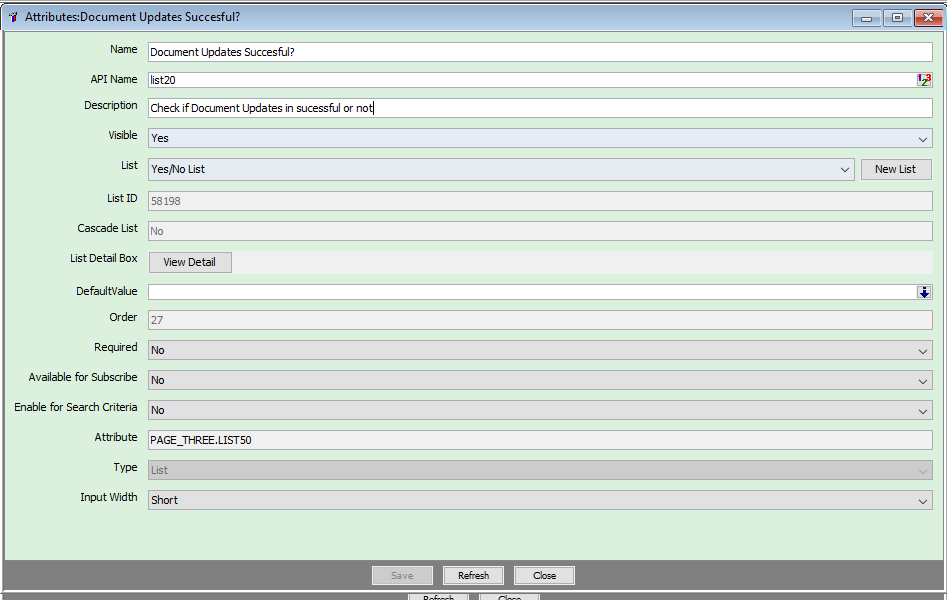 Attributes:Document Updates Succesful?
Name Document Updates Succesful?
API Name list20
Description Check if Document Updates in sucessful or not
Visible Yes
List Yes/No List New List
List ID 58198
Cascade List No
List Detail Box View Detail
DefaultValue
Order 27
Required No
Available for Subscribe No
Enable for Search Criteria No
Attribute PAGE_THREE.LIST50
Type List
Input Width Short
Save Refresh Close
Refresh Close